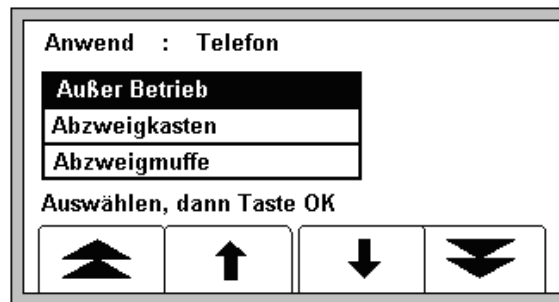 Anwend : Telefon
Außer Betrieb
Abzweigkasten
Abzweigmuffe
Auswählen, dann Taste OK